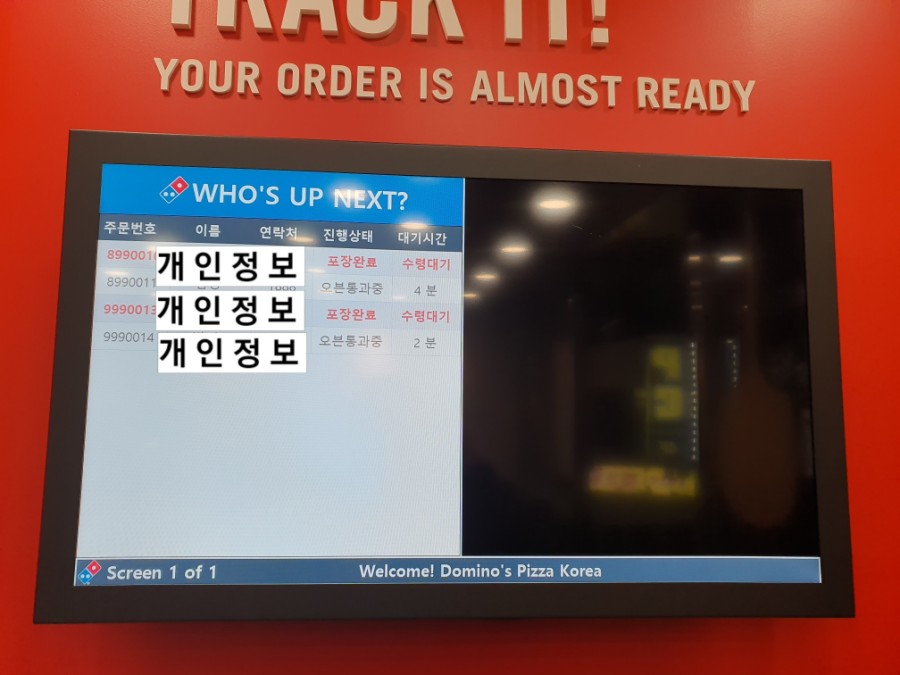 TRACK IT!
YOUR ORDER IS ALMOST READY
WHO'S UP NEXT?
주문번호 이름 연락처 진행상태 대기시간
개인정보 포장완료 수령대기
8990011 오븐통과중 4 분
9990013 개인정보 포장완료 수령대기
9990014 개인정보 오븐통과중 2 분
Screen 1 of 1 Welcome! Domino's Pizza Korea